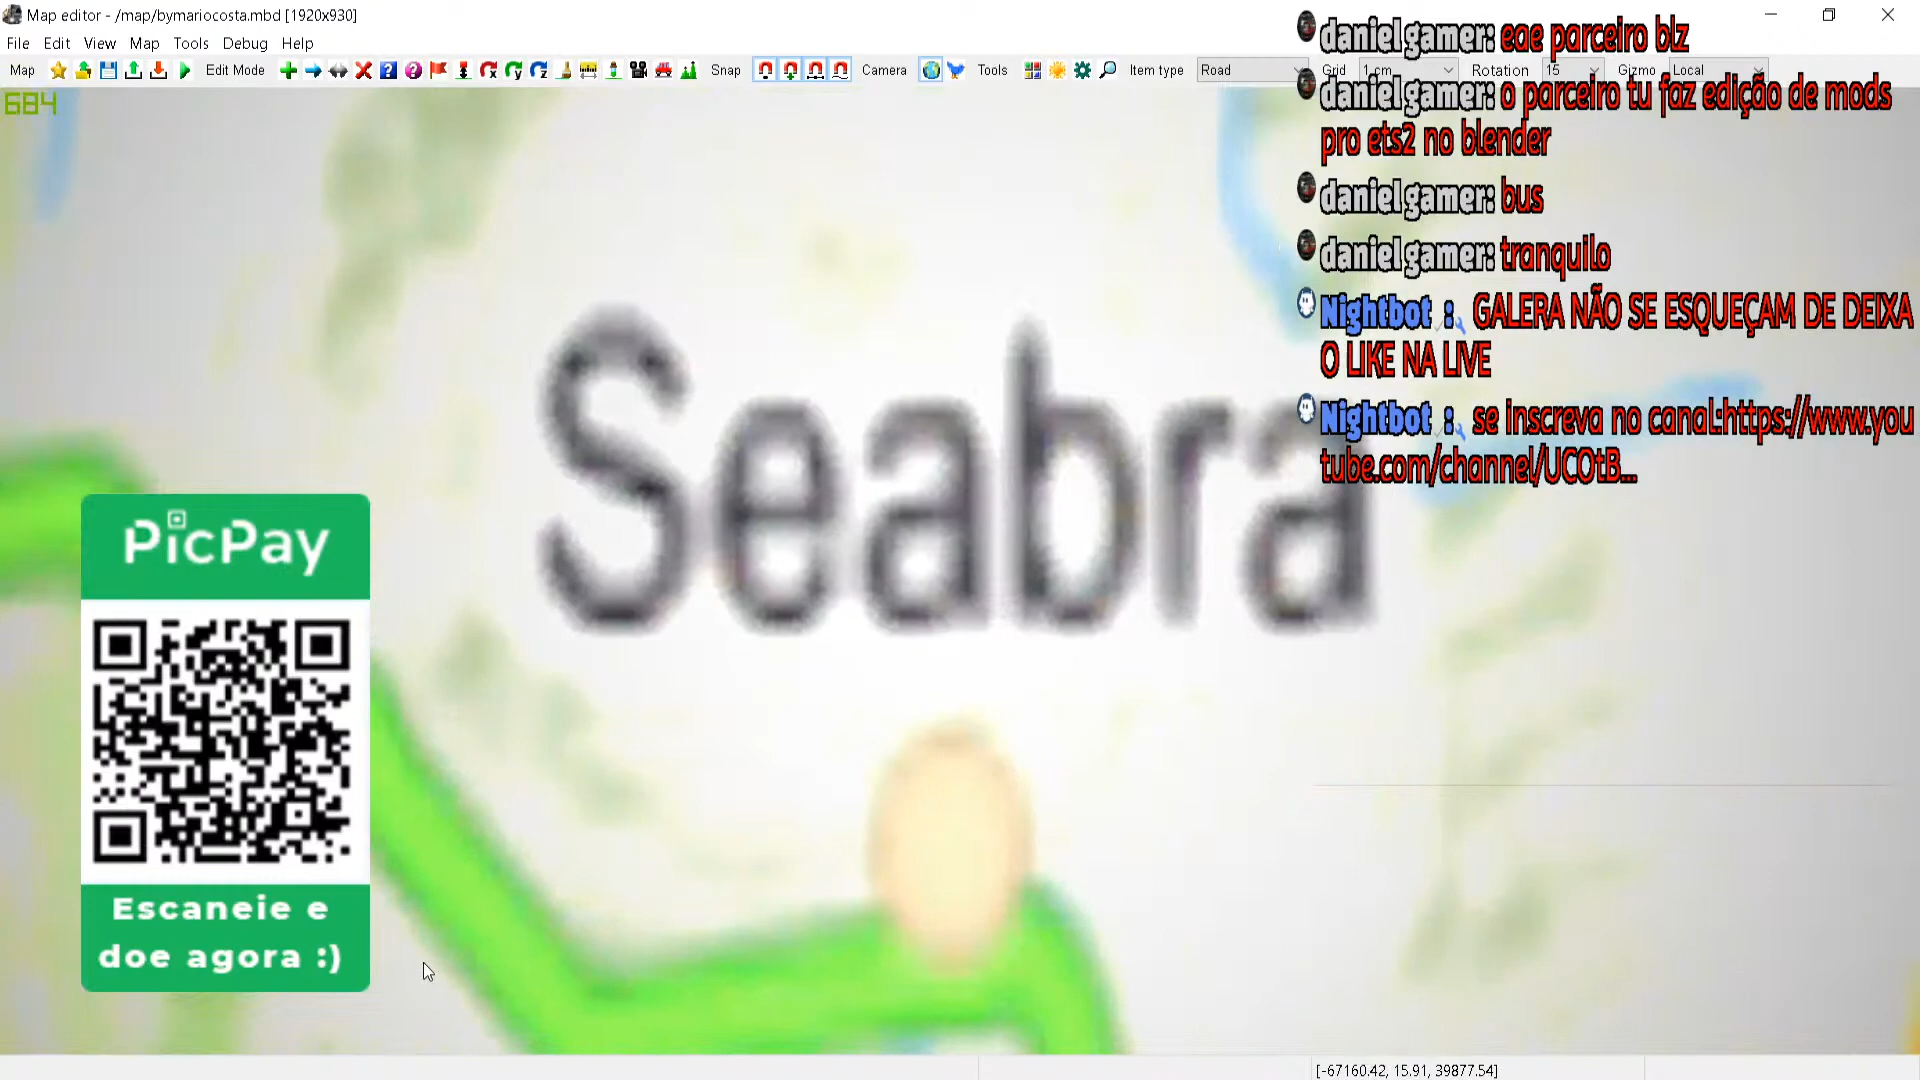 Map editor - /map/bymariocosta.mbd [1920x930]
File Edit View Map Tools Debug Help
Map Edit Mode Snap Camera Tools Item type Road Grid 1 cm Rotation 15 Gizmo Local
684
daniel gamer: eae parceiro blz
daniel gamer: o parceiro tu faz edição de mods
pro ets2 no blender
daniel gamer: bus
daniel gamer: tranquilo
Nightbot : GALERA NÃO SE ESQUEÇAM DE DEIXA
O LIKE NA LIVE
Nightbot : se inscreva no canal:https://www.you
tube.com/channel/UCOtB...
Seabra
PicPay
Escaneie e
doe agora :)
[-67160.42, 15.91, 39877.54]